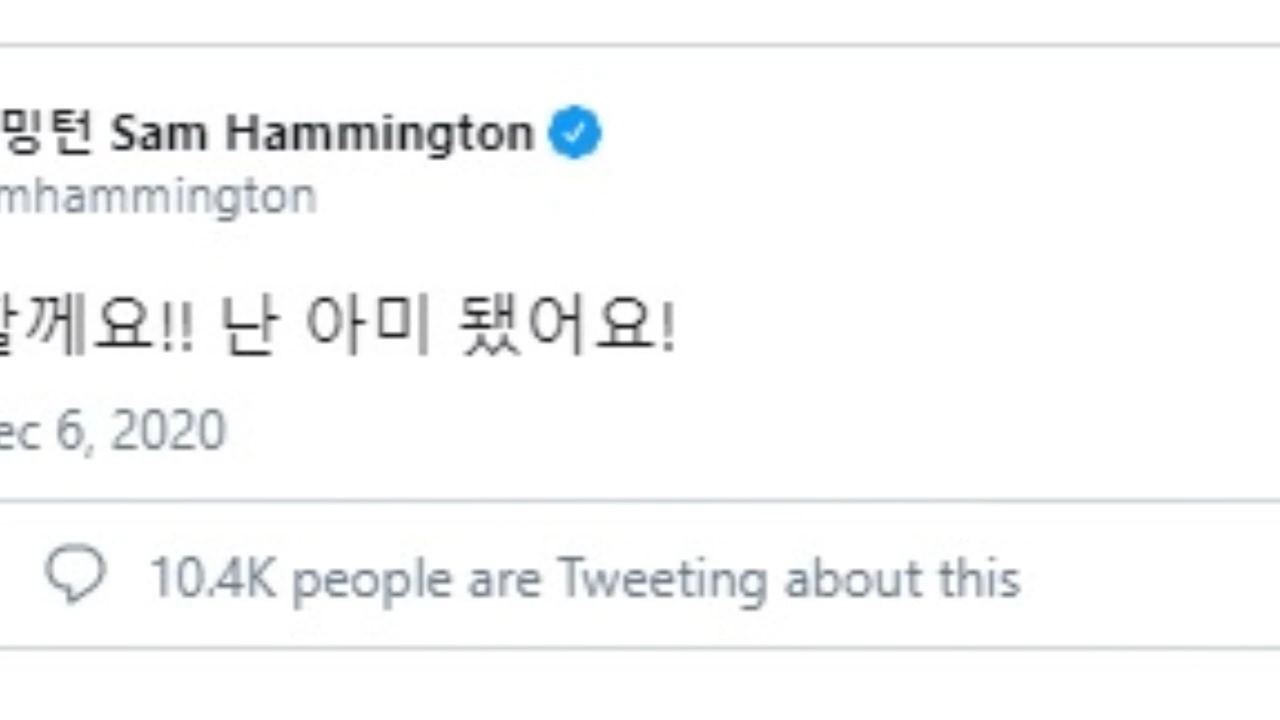 밍턴 Sam Hammington
mhammington
할께요!! 난 아미 됐어요!
ec 6, 2020
10.4K people are Tweeting about this